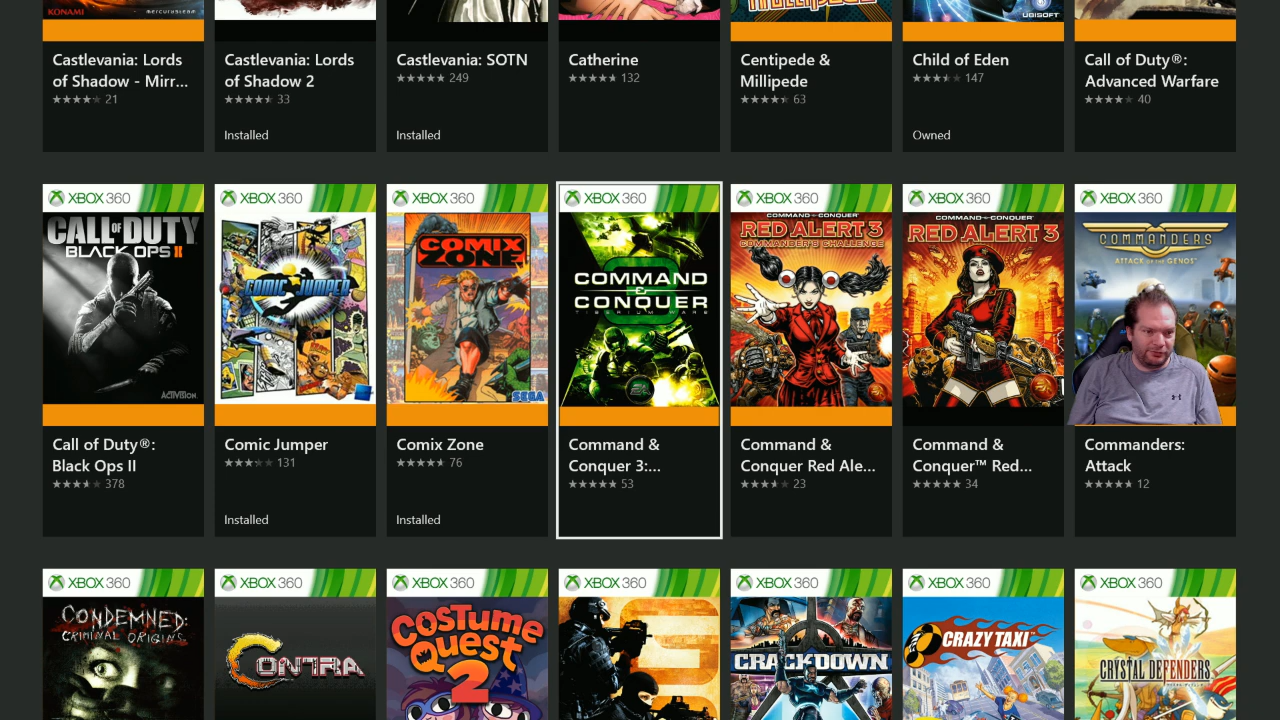 KONAMI
MERCURYSTEAM
UBISOFT
Castlevania: Lords
of Shadow - Mirr...
21
Castlevania: Lords
of Shadow 2
33
Installed
Castlevania: SOTN
249
Installed
Catherine
132
Centipede &
Millipede
63
Child of Eden
147
Owned
Call of Duty®:
Advanced Warfare
40
XBOX 360
CALL OF DUTY
BLACK OPS II
ACTIVISION
Call of Duty®:
Black Ops II
378
XBOX 360
COMIC JUMPER
Comic Jumper
131
Installed
XBOX 360
COMIX
ZONE
SEGA
Comix Zone
76
Installed
XBOX 360
COMMAND
&
CONQUER
3
TIBERIUM WARS
EA
Command &
Conquer 3:...
53
XBOX 360
COMMAND & CONQUER
RED ALERT 3
COMMANDER'S CHALLENGE
Command &
Conquer Red Ale...
23
XBOX 360
COMMAND & CONQUER
RED ALERT 3
Command &
Conquer™ Red...
34
XBOX 360
COMMANDERS
ATTACK OF THE GENOS
Commanders:
Attack
12
XBOX 360
CONDEMNED:
CRIMINAL ORIGINS
XBOX 360
CONTRA
XBOX 360
COSTUME
QUEST
2
XBOX 360
XBOX 360
CRACKDOWN
XBOX 360
CRAZY TAXI
XBOX 360
CRYSTAL DEFENDERS